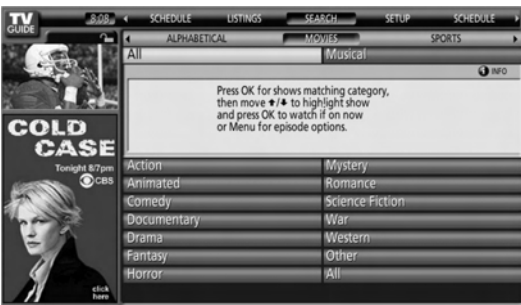 TV
GUIDE
8:08
SCHEDULE LISTINGS SEARCH SETUP SCHEDULE
ALPHABETICAL MOVIES SPORTS
All Musical
INFO
Press OK for shows matching category,
then move ↑/↓ to highlight show
and press OK to watch if on now
or Menu for episode options.
COLD
CASE
Tonight 8/7pm
CBS
click
here
Action Mystery
Animated Romance
Comedy Science Fiction
Documentary War
Drama Western
Fantasy Other
Horror All